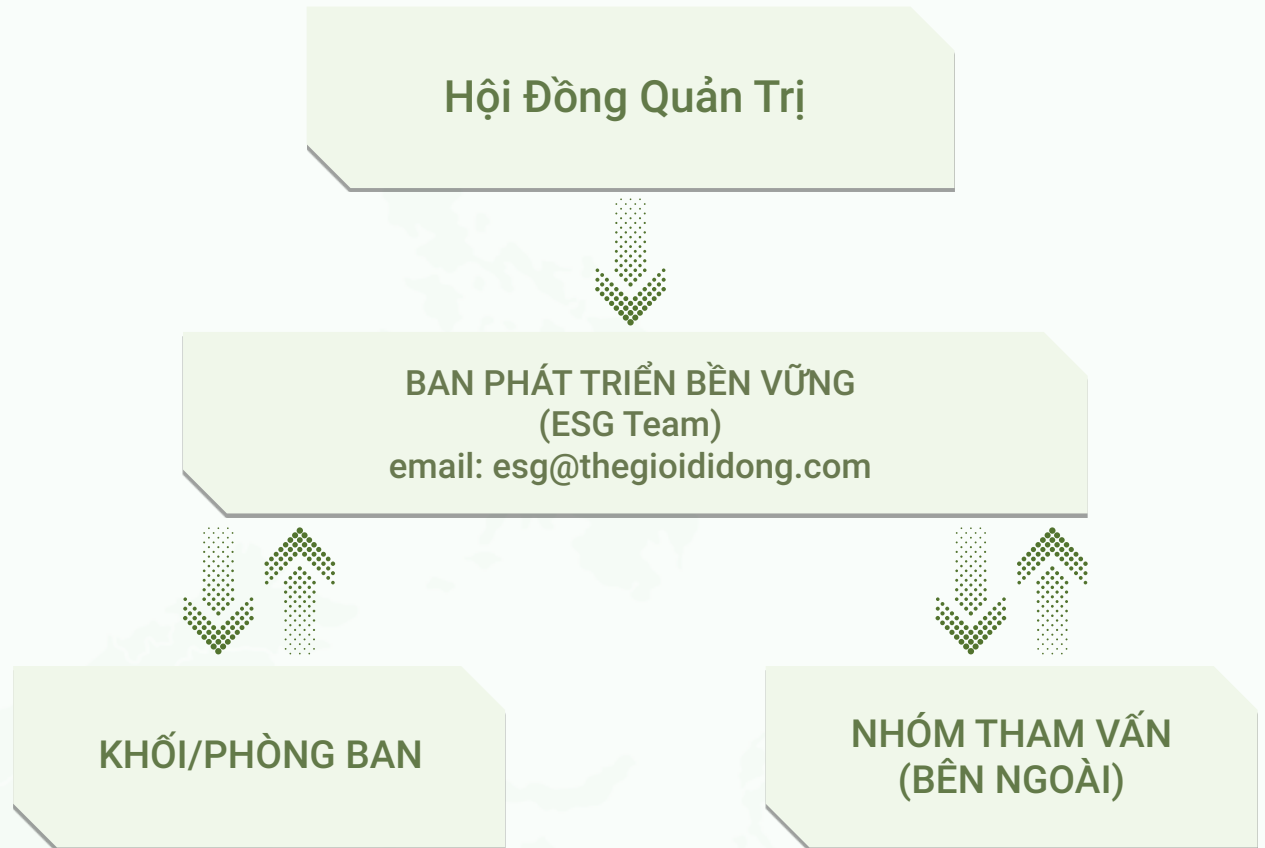 Hội Đồng Quản Trị
BAN PHÁT TRIỂN BỀN VỮNG
(ESG Team)
email: esg@thegioididong.com
KHỐI/PHÒNG BAN
NHÓM THAM VẤN
(BÊN NGOÀI)